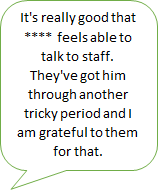 It's really good that
**** feels able to
talk to staff.
They've got him
through another
tricky period and I
am grateful to them
for that.